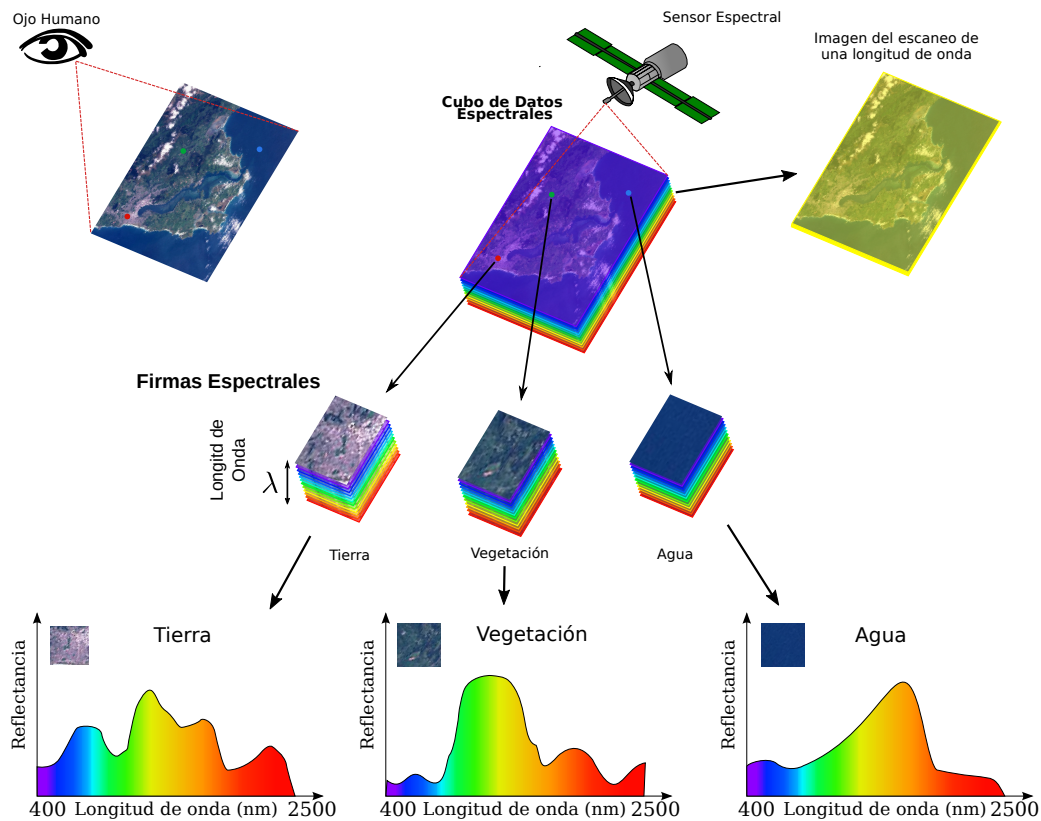 Ojo Humano
Sensor Espectral
Imagen del escaneo de
una longitud de onda
Cubo de Datos
Espectrales
Firmas Espectrales
Longitd de
Onda
λ
Tierra
Vegetación
Agua
Tierra
Reflectancia
400 Longitud de onda (nm) 2500
Vegetación
Reflectancia
400 Longitud de onda (nm) 2500
Agua
Reflectancia
400 Longitud de onda (nm) 2500